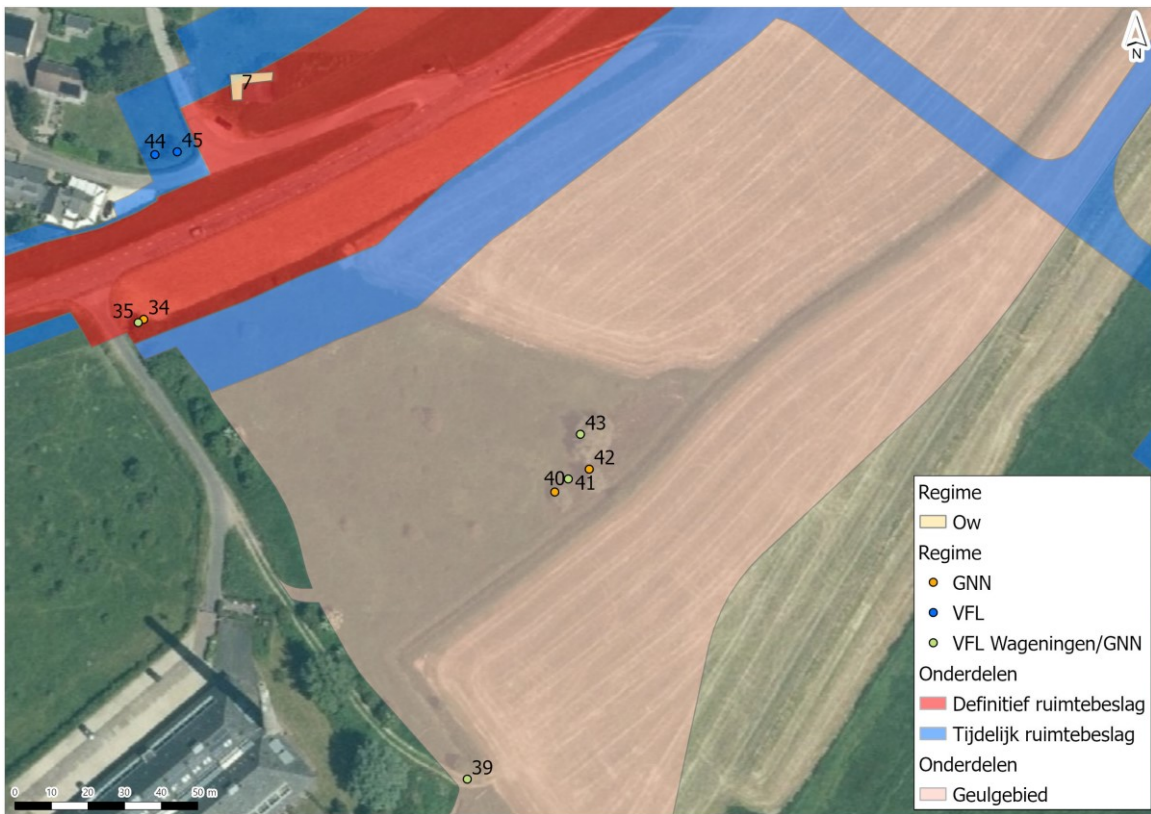 N
7
44
45
35
34
43
42
40
41
39
Regime
Ow
Regime
GNN
VFL
VFL Wageningen/GNN
Onderdelen
Definitief ruimtebeslag
Tijdelijk ruimtebeslag
Onderdelen
Geulgebied
0 10 20 30 40 50 m